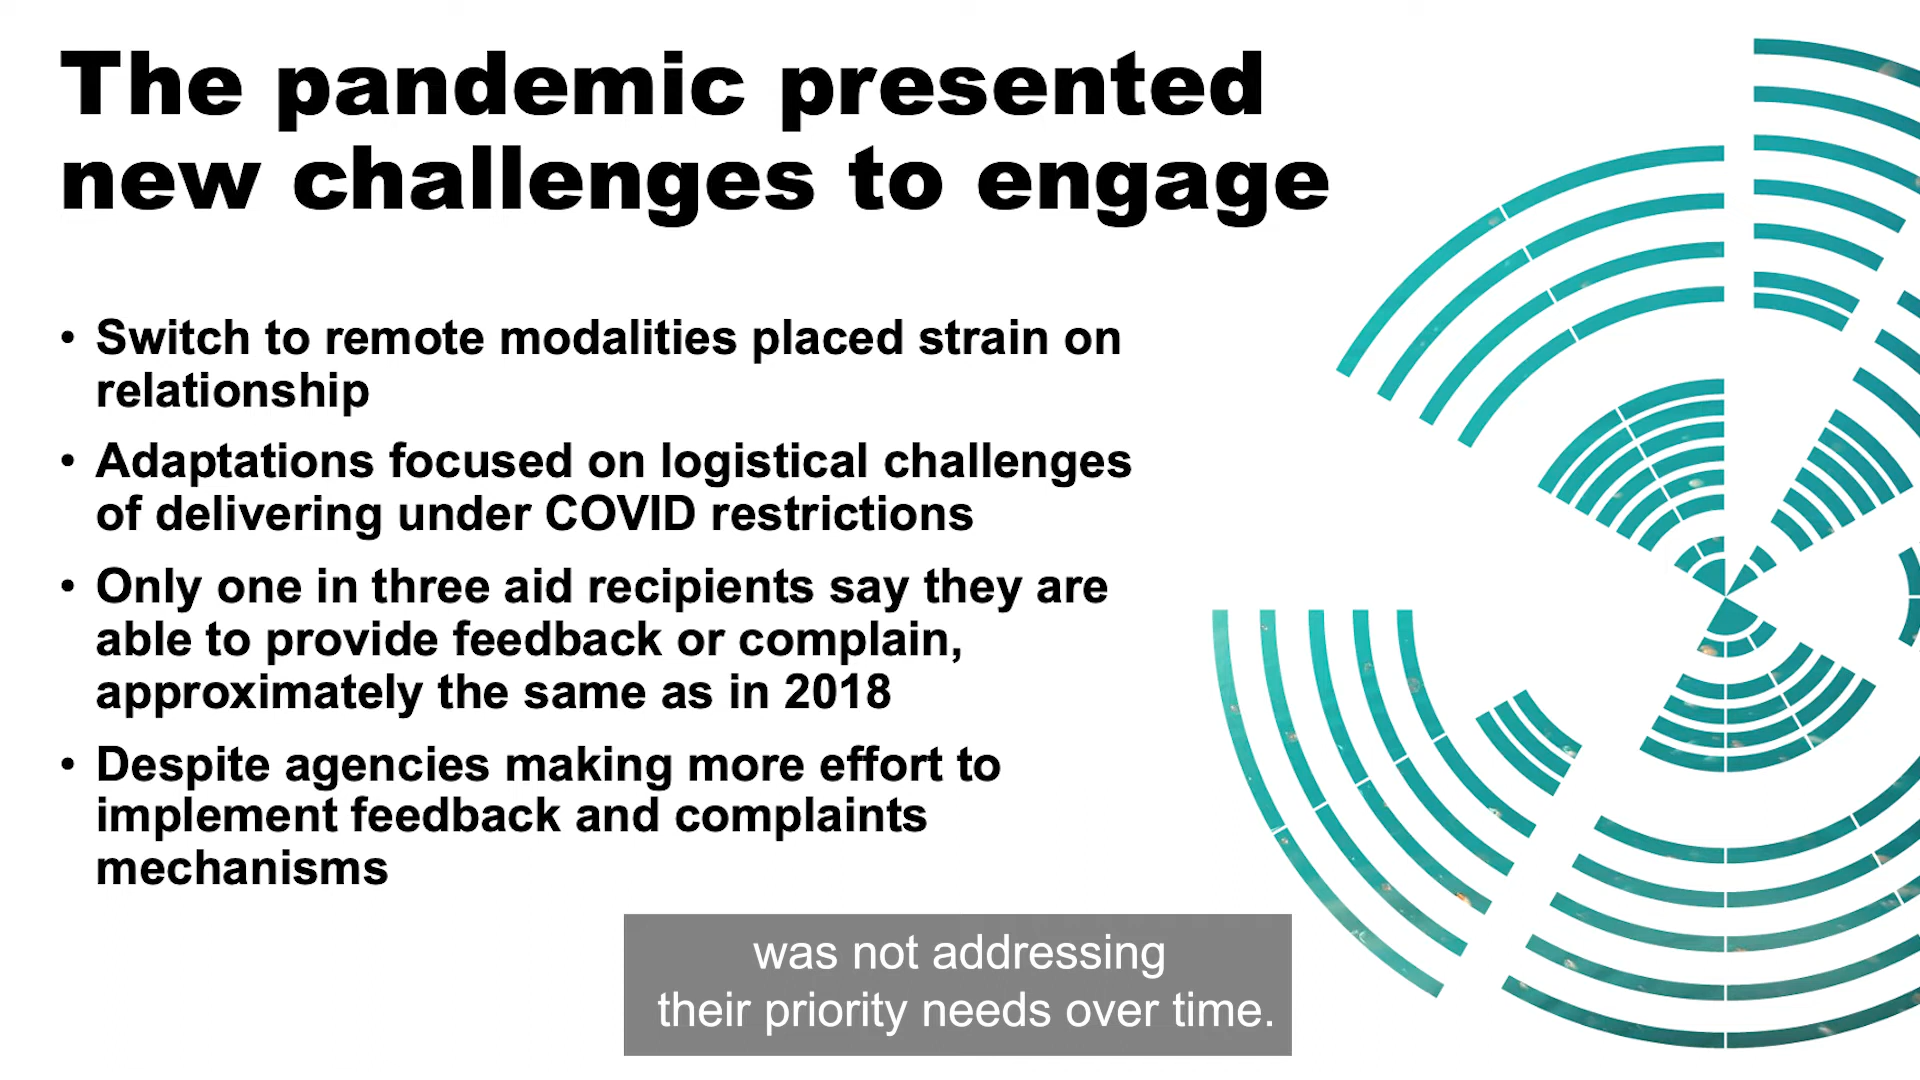 The pandemic presented
new challenges to engage
• Switch to remote modalities placed strain on
relationship
• Adaptations focused on logistical challenges
of delivering under COVID restrictions
• Only one in three aid recipients say they are
able to provide feedback or complain,
approximately the same as in 2018
• Despite agencies making more effort to
implement feedback and complaints
mechanisms
was not addressing
their priority needs over time.